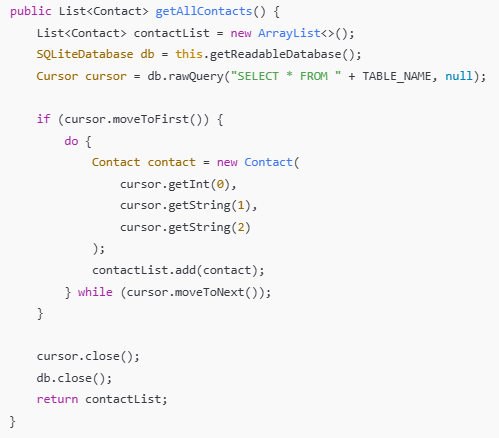 public List<Contact> getAllContacts() {
    List<Contact> contactList = new ArrayList<>();
    SQLiteDatabase db = this.getReadableDatabase();
    Cursor cursor = db.rawQuery("SELECT * FROM " + TABLE_NAME, null);

    if (cursor.moveToFirst()) {
        do {
            Contact contact = new Contact(
                cursor.getInt(0),
                cursor.getString(1),
                cursor.getString(2)
            );
            contactList.add(contact);
        } while (cursor.moveToNext());
    }

    cursor.close();
    db.close();
    return contactList;
}